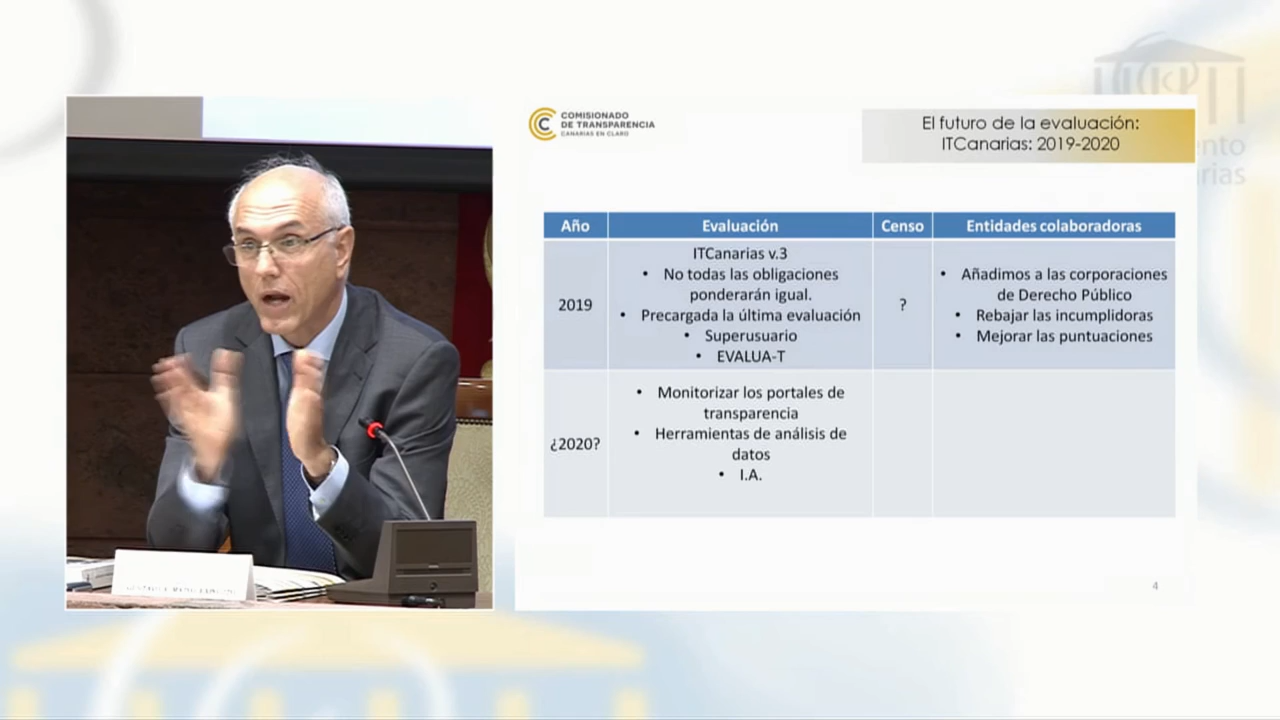 COMISIONADO
DE TRANSPARENCIA
CANARIAS EN CLARO
El futuro de la evaluación:
ITCanarias: 2019-2020
Año
Evaluación
Censo
Entidades colaboradoras
2019
ITCanarias v.3
• No todas las obligaciones
ponderarán igual.
• Precargada la última evaluación
• Superusuario
• EVALUA-T
?
• Añadimos a las corporaciones
de Derecho Público
• Rebajar las incumplidoras
• Mejorar las puntuaciones
¿2020?
• Monitorizar los portales de
transparencia
• Herramientas de análisis de
datos
• I.A.
4